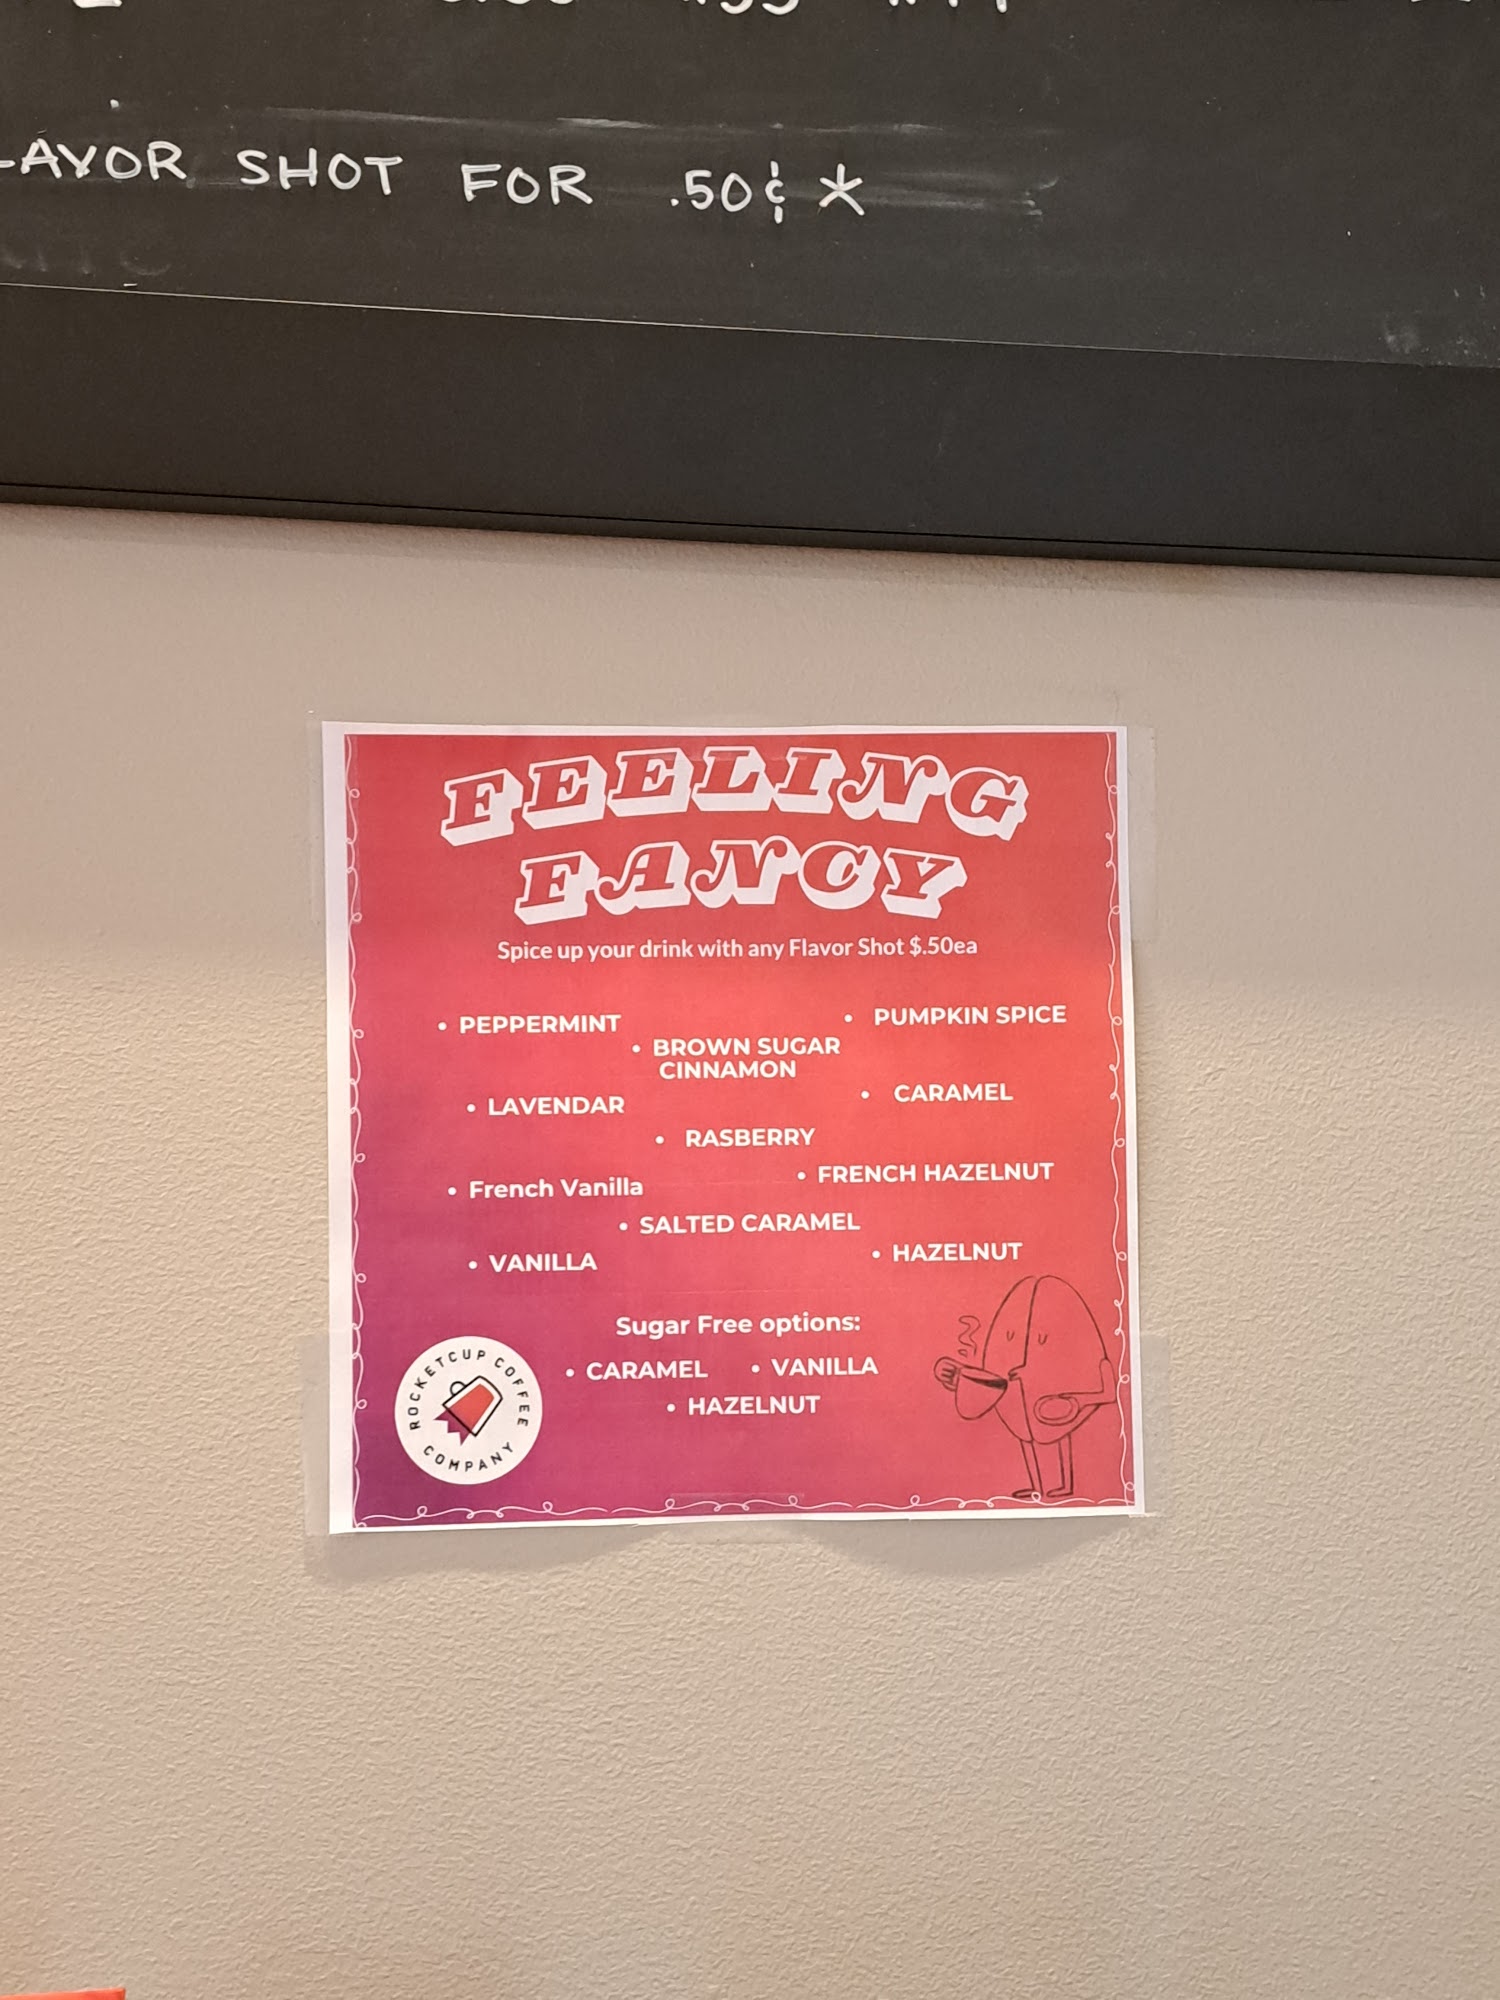 LAVOR SHOT FOR .50¢ *
FEELING
FANCY
Spice up your drink with any Flavor Shot $.50ea
• PEPPERMINT
• PUMPKIN SPICE
• BROWN SUGAR
CINNAMON
• LAVENDAR
• CARAMEL
• RASBERRY
• French Vanilla
• FRENCH HAZELNUT
• SALTED CARAMEL
• VANILLA
• HAZELNUT
Sugar Free options:
• CARAMEL • VANILLA
• HAZELNUT
ROCKETCUP COFFEE
COMPANY